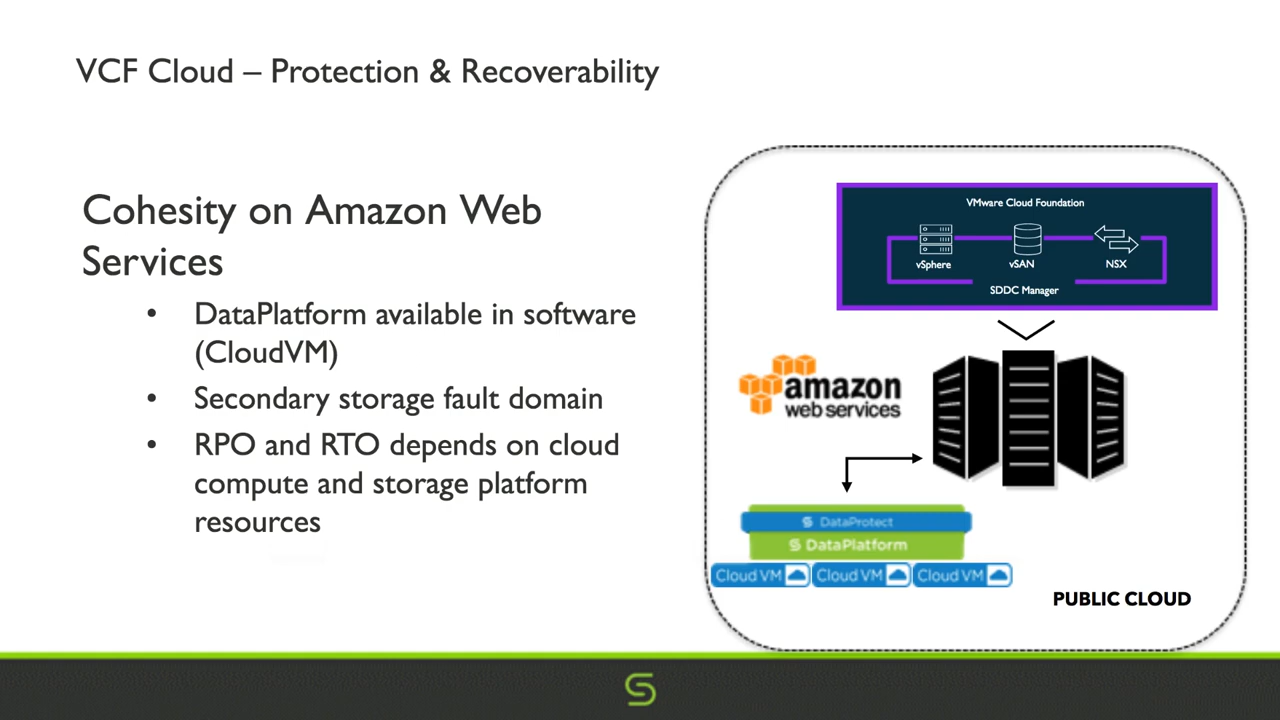 VCF Cloud – Protection & Recoverability
Cohesity on Amazon Web
Services
• DataPlatform available in software
(CloudVM)
• Secondary storage fault domain
• RPO and RTO depends on cloud
compute and storage platform
resources
VMware Cloud Foundation
vSphere
vSAN
NSX
SDDC Manager
amazon
web services
DataProtect
DataPlatform
Cloud VM
Cloud VM
Cloud VM
PUBLIC CLOUD